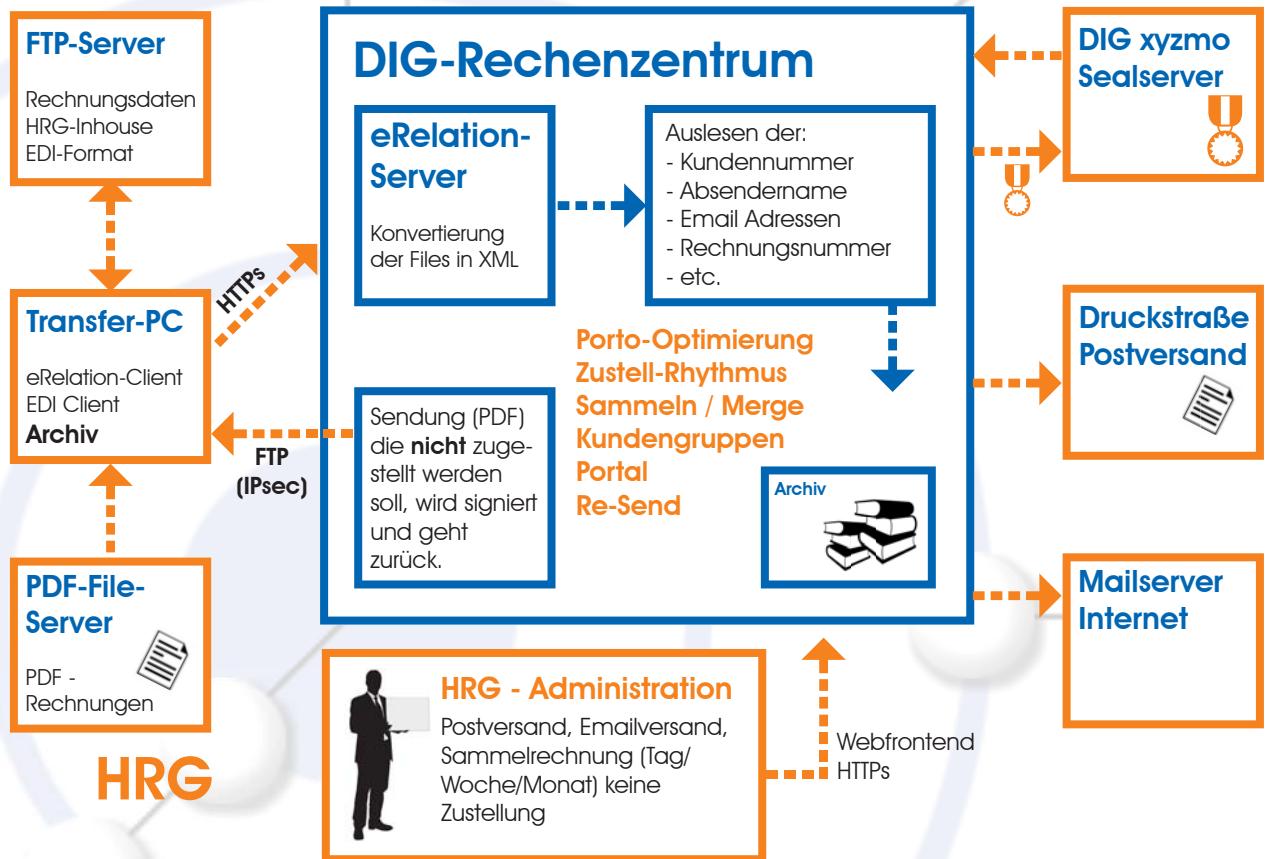 FTP-Server
Rechnungsdaten
HRG-Inhouse
EDI-Format
Transfer-PC
eRelation-Client
EDI Client
Archiv
PDF-File-
Server
PDF -
Rechnungen
HRG
HTTPs
FTP
(IPsec)
DIG-Rechenzentrum
eRelation-
Server
Konvertierung
der Files in XML
Auslesen der:
- Kundennummer
- Absendername
- Email Adressen
- Rechnungsnummer
- etc.
Sendung (PDF)
die nicht zuge-
stellt werden
soll, wird signiert
und geht
zurück.
Porto-Optimierung
Zustell-Rhythmus
Sammeln / Merge
Kundengruppen
Portal
Re-Send
Archiv
HRG - Administration
Postversand, Emailversand,
Sammelrechnung (Tag/
Woche/Monat) keine
Zustellung
Webfrontend
HTTPs
DIG xyzmo
Sealserver
Druckstraße
Postversand
Mailserver
Internet